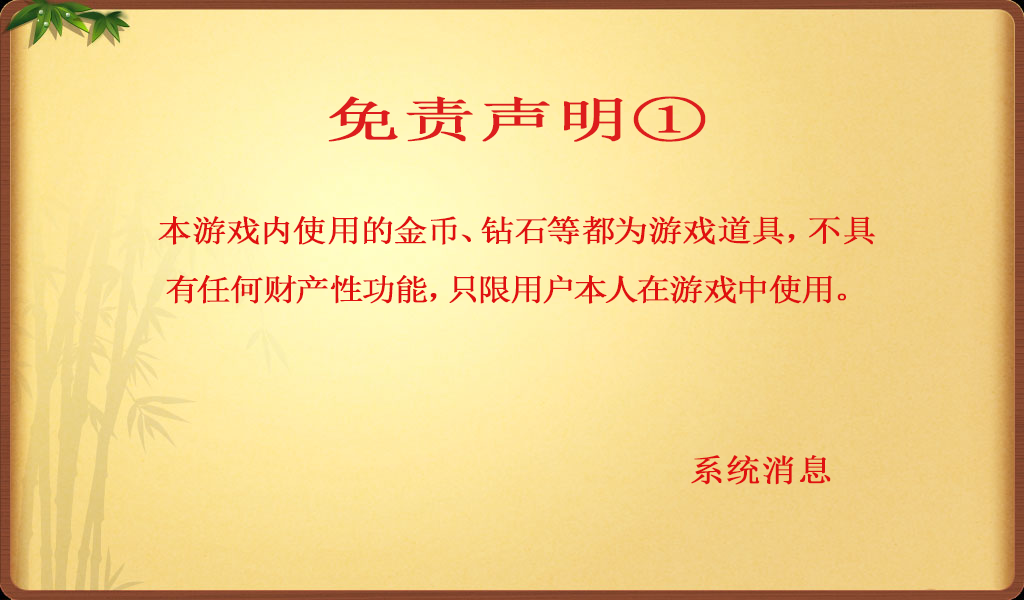 免责声明①
本游戏内使用的金币、钻石等都为游戏道具，不具
有任何财产性功能，只限用户本人在游戏中使用。
系统消息